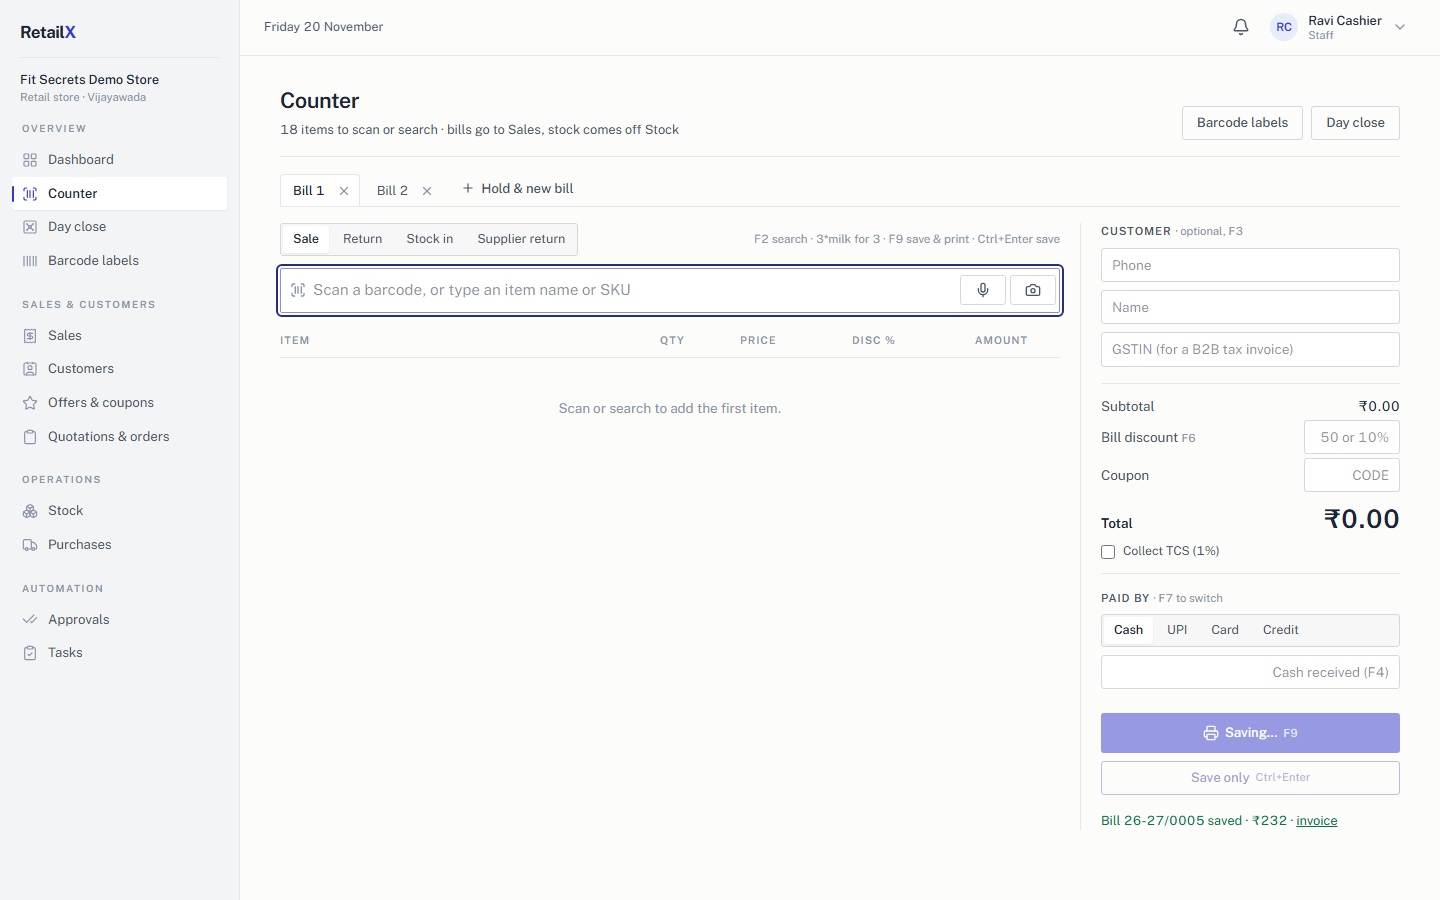 RetailX
Friday 20 November
RC
Ravi Cashier
Staff
Fit Secrets Demo Store
Retail store · Vijayawada
OVERVIEW
Dashboard
Counter
Day close
Barcode labels
SALES & CUSTOMERS
Sales
Customers
Offers & coupons
Quotations & orders
OPERATIONS
Stock
Purchases
AUTOMATION
Approvals
Tasks
Counter
18 items to scan or search · bills go to Sales, stock comes off Stock
Barcode labels
Day close
Bill 1
Bill 2
Hold & new bill
Sale Return Stock in Supplier return
F2 search · 3*milk for 3 · F9 save & print · Ctrl+Enter save
Scan a barcode, or type an item name or SKU
ITEM QTY PRICE DISC % AMOUNT
Scan or search to add the first item.
CUSTOMER · optional, F3
Phone
Name
GSTIN (for a B2B tax invoice)
Subtotal ₹0.00
Bill discount F6 50 or 10%
Coupon CODE
Total ₹0.00
Collect TCS (1%)
PAID BY · F7 to switch
Cash UPI Card Credit
Cash received (F4)
Saving... F9
Save only Ctrl+Enter
Bill 26-27/0005 saved · ₹232 · invoice